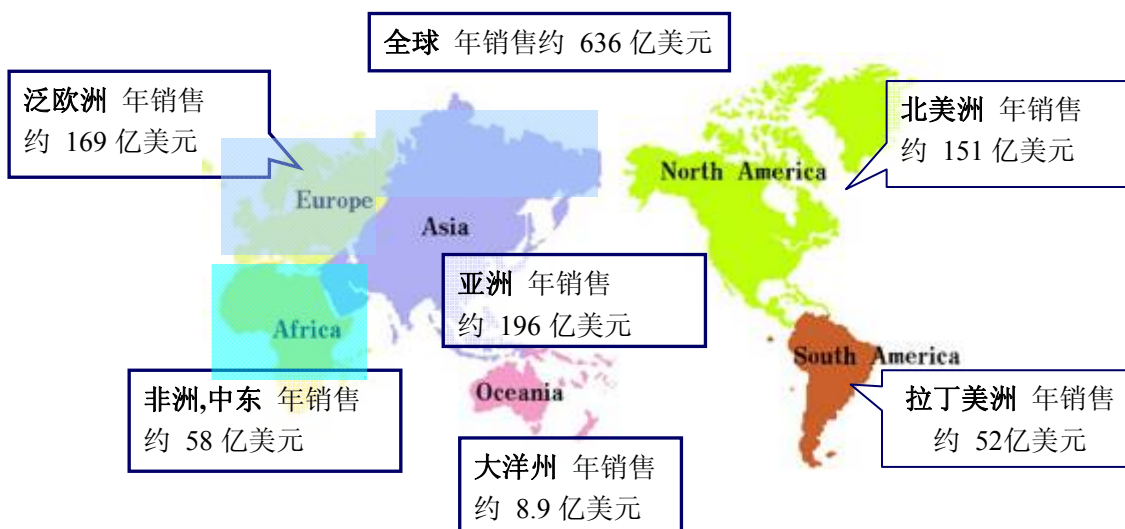 全球 年销售约 636 亿美元
泛欧洲 年销售
约 169 亿美元
北美洲 年销售
约 151 亿美元
North America
Europe
Asia
亚洲 年销售
约 196 亿美元
Africa
South America
非洲,中东 年销售
约 58 亿美元
Oceania
拉丁美洲 年销售
约 52亿美元
大洋州 年销售
约 8.9 亿美元